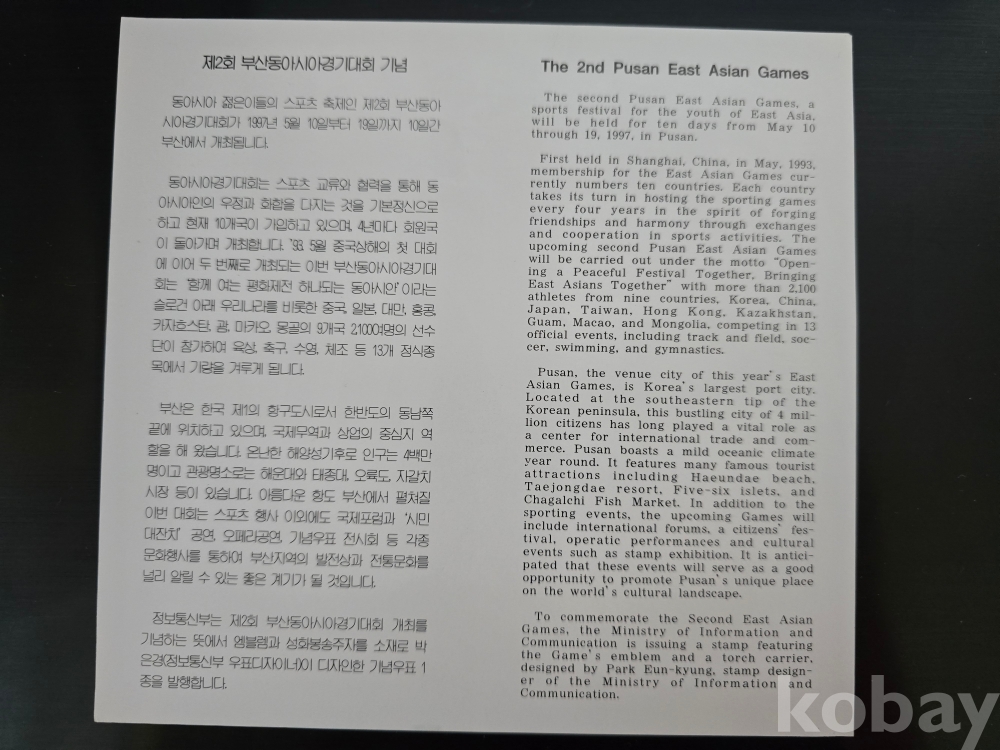 제2회 부산동아시아경기대회 기념
동아시아 젊은이들의 스포츠 축제인 제2회 부산동아
시아경기대회가 1997년 5월 10일부터 19일까지 10일간
부산에서 개최됩니다.
동아시아경기대회는 스포츠 교류와 협력을 통해 동
아시아인의 우정과 화합을 다지는 것을 기본정신으로
하고 현재 10개국이 가입하고 있으며, 4년마다 회원국
이 돌아가며 개최합니다. '93. 5월 중국상해의 첫 대회
에 이어 두 번째로 개최되는 이번 부산동아시아경기대
회는 '함께 여는 평화제전 하나되는 동아시안'이라는
슬로건 아래 우리나라를 비롯한 중국, 일본, 대만, 홍콩,
카자흐스탄, 괌, 마카오, 몽골의 9개국 2,100여명의 선수
단이 참가하여 육상, 축구, 수영, 체조 등 13개 정식종
목에서 기량을 겨루게 됩니다.
부산은 한국 제1의 항구도시로서 한반도의 동남쪽
끝에 위치하고 있으며, 국제무역과 상업의 중심지 역
할을 해 왔습니다. 온난한 해양성기후로 인구는 4백만
명이고 관광명소로는 해운대와 태종대, 오륙도, 자갈치
시장 등이 있습니다. 아름다운 항도 부산에서 펼쳐질
이번 대회는 스포츠 행사 이외에도 국제포럼과 '시민
대잔치' 공연, 오페라공연, 기념우표 전시회 등 각종
문화행사를 통하여 부산지역의 발전상과 전통문화를
널리 알릴 수 있는 좋은 계기가 될 것입니다.
정보통신부는 제2회 부산동아시아경기대회 개최를
기념하는 뜻에서 엠블렘과 성화봉송주자를 소재로 박
은경(정보통신부 우표디자이너)이 디자인한 기념우표 1
종을 발행합니다.
The 2nd Pusan East Asian Games
The second Pusan East Asian Games, a
sports festival for the youth of East Asia,
will be held for ten days from May 10
through 19, 1997, in Pusan.
First held in Shanghai, China, in May, 1993,
membership for the East Asian Games cur-
rently numbers ten countries. Each country
takes its turn in hosting the sporting games
every four years in the spirit of forging
friendships and harmony through exchanges
and cooperation in sports activities. The
upcoming second Pusan East Asian Games
will be carried out under the motto "Open-
ing a Peaceful Festival Together, Bringing
East Asians Together" with more than 2,100
athletes from nine countries, Korea, China,
Japan, Taiwan, Hong Kong, Kazakhstan,
Guam, Macao, and Mongolia, competing in 13
official events, including track and field, soc-
cer, swimming, and gymnastics.
Pusan, the venue city of this year's East
Asian Games, is Korea's largest port city.
Located at the southeastern tip of the
Korean peninsula, this bustling city of 4 mil-
lion citizens has long played a vital role as
a center for international trade and com-
merce. Pusan boasts a mild oceanic climate
year round. It features many famous tourist
attractions including Haeundae beach,
Taejongdae resort, Five-six islets, and
Chagalchi Fish Market. In addition to the
sporting events, the upcoming Games will
include international forums, a citizens' fes-
tival, operatic performances and cultural
events such as stamp exhibition. It is antici-
pated that these events will serve as a good
opportunity to promote Pusan's unique place
on the world's cultural landscape.
To commemorate the Second East Asian
Games, the Ministry of Information and
Communication is issuing a stamp featuring
the Game's emblem and a torch carrier,
designed by Park Eun-kyung, stamp design-
er of the Ministry of Information and
Communication.
kobay